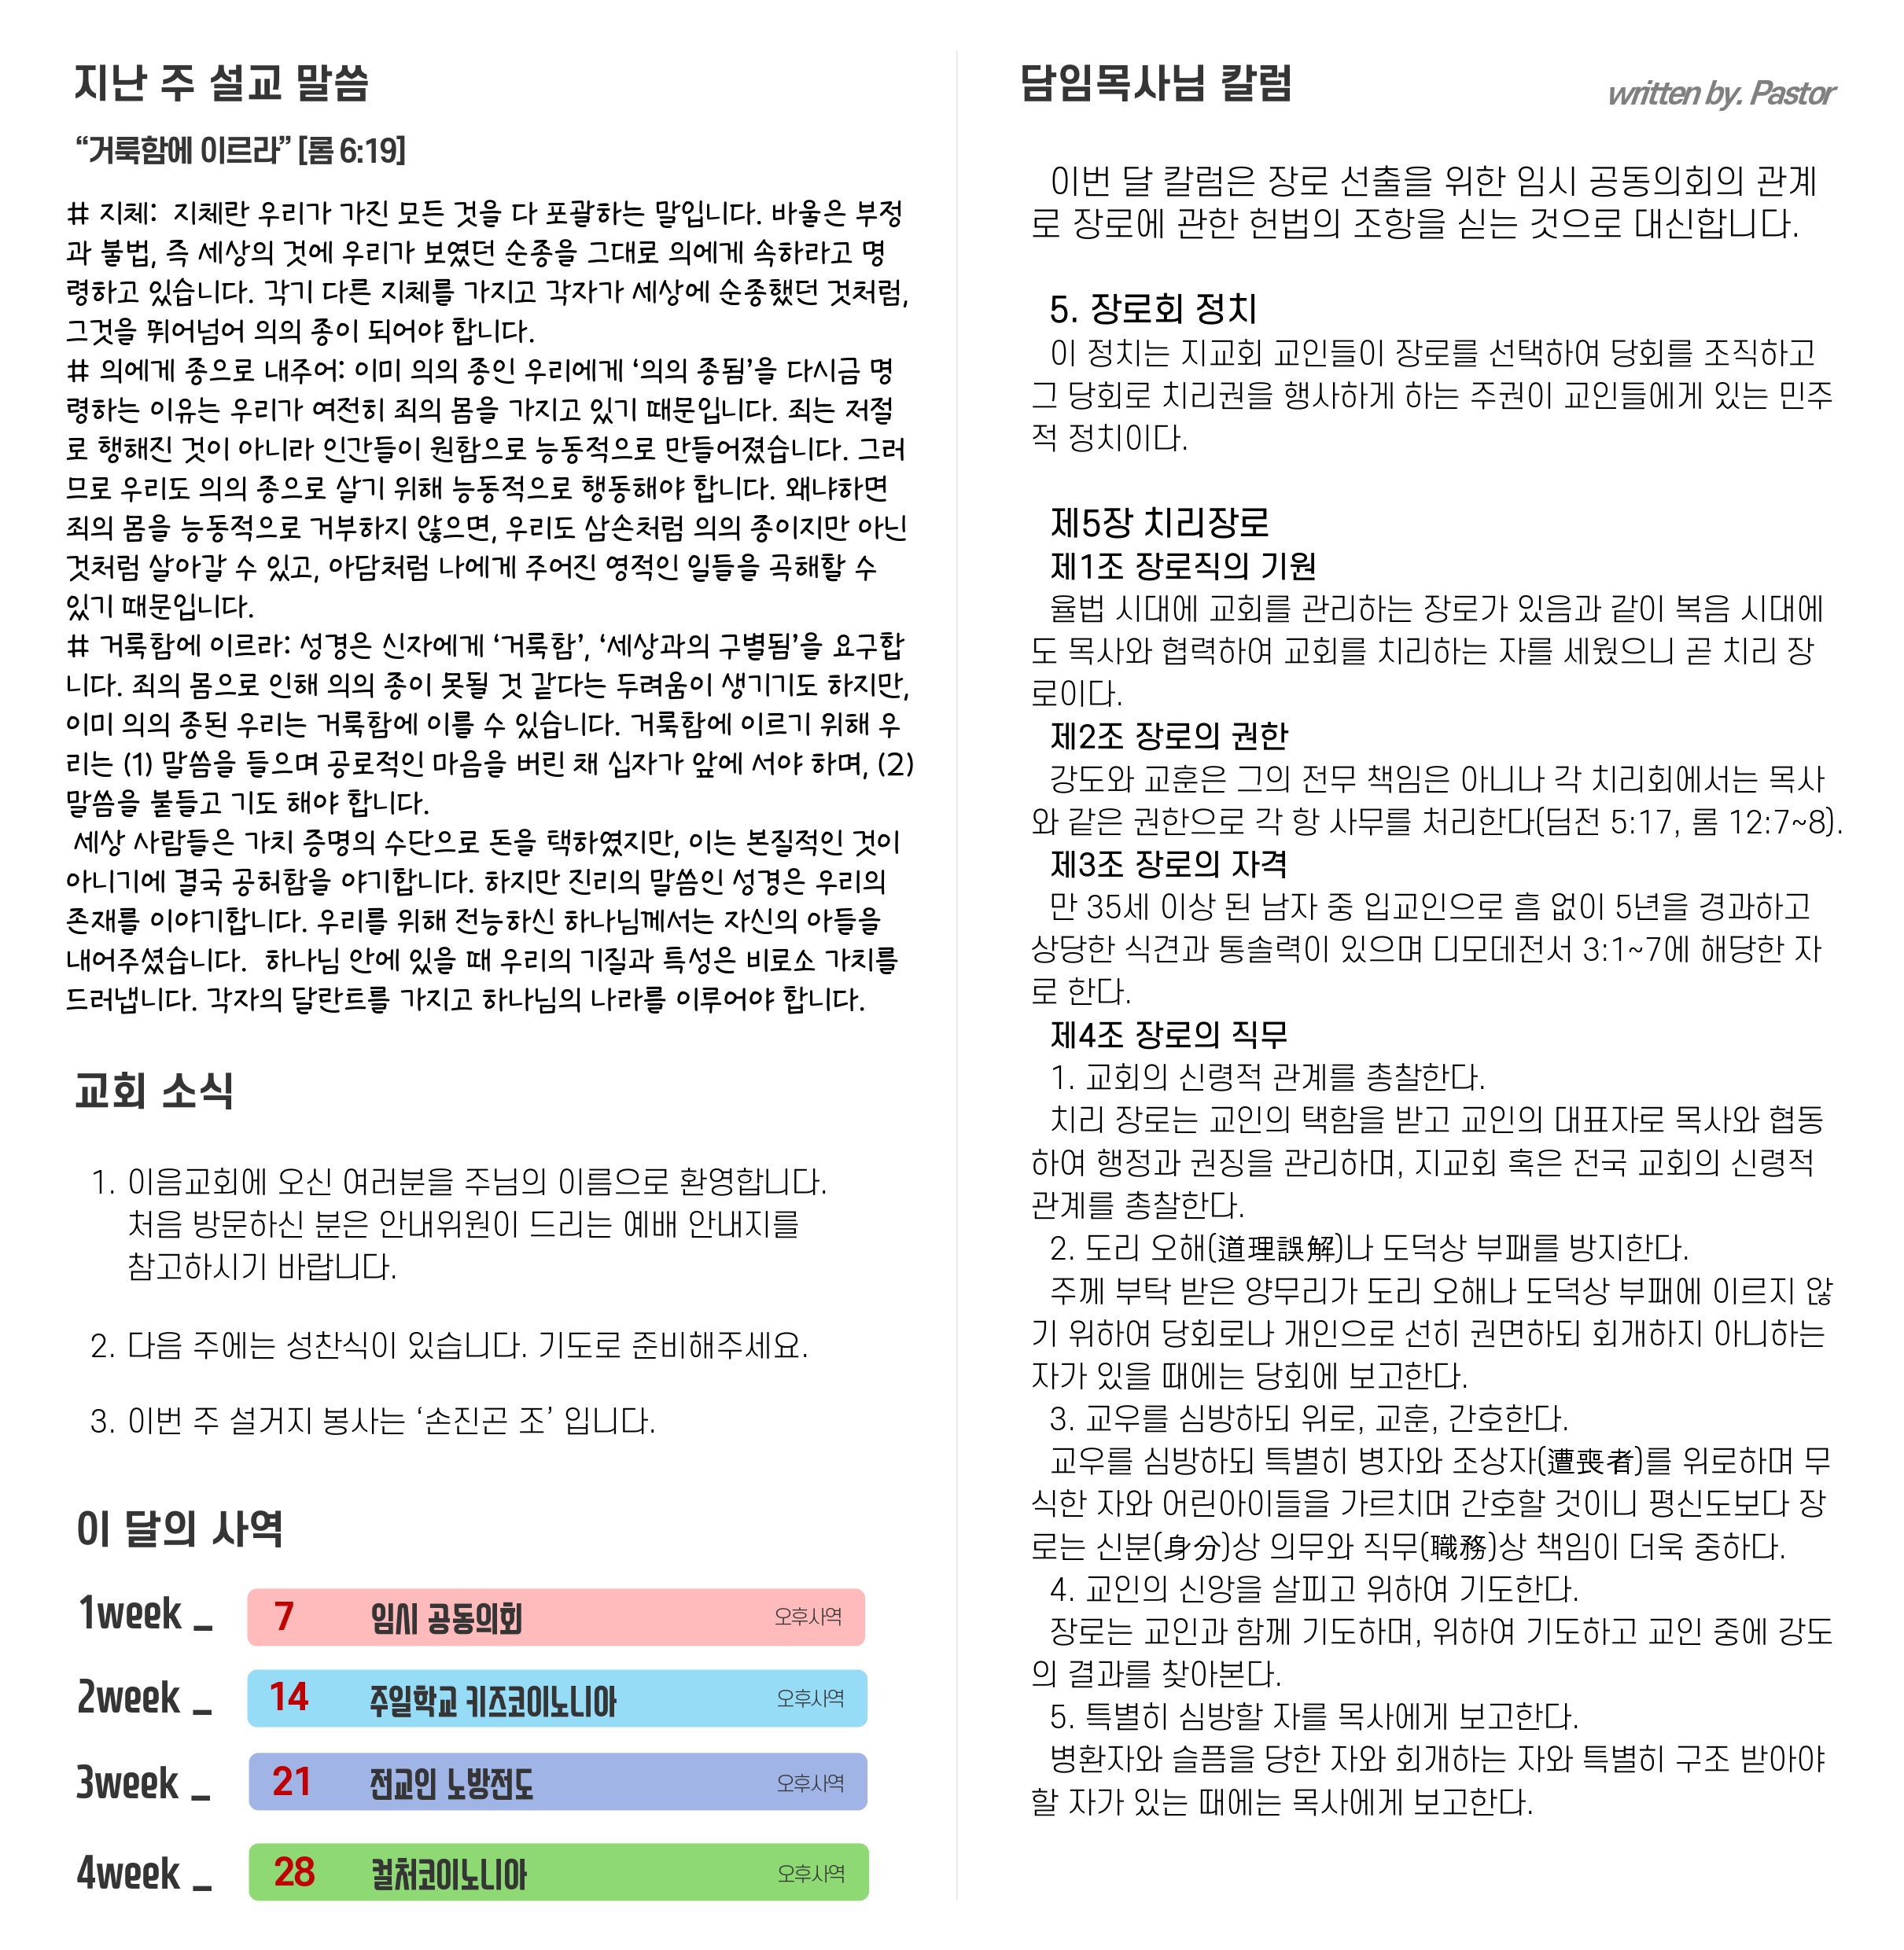 지난 주 설교 말씀
“거룩함에 이르라” [롬 6:19]
# 지체:  지체란 우리가 가진 모든 것을 다 포괄하는 말입니다. 바울은 부정
과 불법, 즉 세상의 것에 우리가 보였던 순종을 그대로 의에게 속하라고 명
령하고 있습니다. 각기 다른 지체를 가지고 각자가 세상에 순종했던 것처럼,
그것을 뛰어넘어 의의 종이 되어야 합니다.
# 의에게 종으로 내주어: 이미 의의 종인 우리에게 ‘의의 종됨’을 다시금 명
령하는 이유는 우리가 여전히 죄의 몸을 가지고 있기 때문입니다. 죄는 저절
로 행해진 것이 아니라 인간들이 원함으로 능동적으로 만들어졌습니다. 그러
므로 우리도 의의 종으로 살기 위해 능동적으로 행동해야 합니다. 왜냐하면
죄의 몸을 능동적으로 거부하지 않으면, 우리도 삼손처럼 의의 종이지만 아닌
것처럼 살아갈 수 있고, 아담처럼 나에게 주어진 영적인 일들을 곡해할 수
있기 때문입니다.
# 거룩함에 이르라: 성경은 신자에게 ‘거룩함’, ‘세상과의 구별됨’을 요구합
니다. 죄의 몸으로 인해 의의 종이 못될 것 같다는 두려움이 생기기도 하지만,
이미 의의 종된 우리는 거룩함에 이를 수 있습니다. 거룩함에 이르기 위해 우
리는 (1) 말씀을 들으며 공로적인 마음을 버린 채 십자가 앞에 서야 하며, (2)
말씀을 붙들고 기도 해야 합니다.
세상 사람들은 가치 증명의 수단으로 돈을 택하였지만, 이는 본질적인 것이
아니기에 결국 공허함을 야기합니다. 하지만 진리의 말씀인 성경은 우리의
존재를 이야기합니다. 우리를 위해 전능하신 하나님께서는 자신의 아들을
내어주셨습니다.  하나님 안에 있을 때 우리의 기질과 특성은 비로소 가치를
드러냅니다. 각자의 달란트를 가지고 하나님의 나라를 이루어야 합니다.
교회 소식
1. 이음교회에 오신 여러분을 주님의 이름으로 환영합니다.
처음 방문하신 분은 안내위원이 드리는 예배 안내지를
참고하시기 바랍니다.
2. 다음 주에는 성찬식이 있습니다. 기도로 준비해주세요.
3. 이번 주 설거지 봉사는 ‘손진곤 조’ 입니다.
이 달의 사역
1week _ 7 임시 공동의회 오후사역
2week _ 14 주일학교 키즈코이노니아 오후사역
3week _ 21 전교인 노방전도 오후사역
4week _ 28 컬처코이노니아 오후사역
담임목사님 칼럼
written by. Pastor
이번 달 칼럼은 장로 선출을 위한 임시 공동의회의 관계
로 장로에 관한 헌법의 조항을 싣는 것으로 대신합니다.
5. 장로회 정치
이 정치는 지교회 교인들이 장로를 선택하여 당회를 조직하고
그 당회로 치리권을 행사하게 하는 주권이 교인들에게 있는 민주
적 정치이다.
제5장 치리장로
제1조 장로직의 기원
율법 시대에 교회를 관리하는 장로가 있음과 같이 복음 시대에
도 목사와 협력하여 교회를 치리하는 자를 세웠으니 곧 치리 장
로이다.
제2조 장로의 권한
강도와 교훈은 그의 전무 책임은 아니나 각 치리회에서는 목사
와 같은 권한으로 각 항 사무를 처리한다(딤전 5:17, 롬 12:7~8).
제3조 장로의 자격
만 35세 이상 된 남자 중 입교인으로 흠 없이 5년을 경과하고
상당한 식견과 통솔력이 있으며 디모데전서 3:1~7에 해당한 자
로 한다.
제4조 장로의 직무
1. 교회의 신령적 관계를 총찰한다.
치리 장로는 교인의 택함을 받고 교인의 대표자로 목사와 협동
하여 행정과 권징을 관리하며, 지교회 혹은 전국 교회의 신령적
관계를 총찰한다.
2. 도리 오해(道理誤解)나 도덕상 부패를 방지한다.
주께 부탁 받은 양무리가 도리 오해나 도덕상 부패에 이르지 않
기 위하여 당회로나 개인으로 선히 권면하되 회개하지 아니하는
자가 있을 때에는 당회에 보고한다.
3. 교우를 심방하되 위로, 교훈, 간호한다.
교우를 심방하되 특별히 병자와 조상자(遭喪者)를 위로하며 무
식한 자와 어린아이들을 가르치며 간호할 것이니 평신도보다 장
로는 신분(身分)상 의무와 직무(職務)상 책임이 더욱 중하다.
4. 교인의 신앙을 살피고 위하여 기도한다.
장로는 교인과 함께 기도하며, 위하여 기도하고 교인 중에 강도
의 결과를 찾아본다.
5. 특별히 심방할 자를 목사에게 보고한다.
병환자와 슬픔을 당한 자와 회개하는 자와 특별히 구조 받아야
할 자가 있는 때에는 목사에게 보고한다.